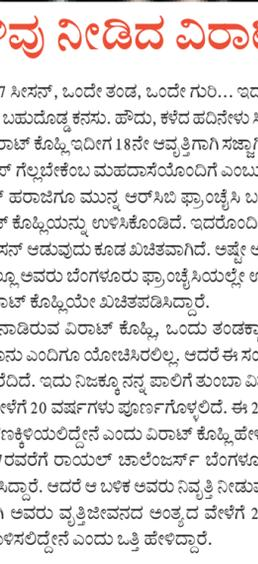 ಳಿವು ನೀಡಿದ ವಿರಾಟ್
7 ಸೀಸನ್, ಒಂದೇ ತಂಡ, ಒಂದೇ ಗುರಿ... ಇದ
ಬಹುದೊಡ್ಡ ಕನಸು. ಹೌದು, ಕಳೆದ ಹದಿನೇಳು ಸಿ
ರಾಟ್ ಕೊಹ್ಲಿ ಇದೀಗ 18ನೇ ಆವೃತ್ತಿಗಾಗಿ ಸಜ್ಜಾಗಿ
ಸ್ ಗೆಲ್ಲಬೇಕೆಂಬ ಮಹದಾಸೆಯೊಂದಿಗೆ ಎಂಬು
ಹರಾಜಿಗೂ ಮುನ್ನ ಆರ್‌ಸಿಬಿ ಫ್ರಾಂಚೈಸಿ ಬ
ಟ್ ಕೊಹ್ಲಿಯನ್ನು ಉಳಿಸಿಕೊಂಡಿದೆ. ಇದರೊಂದಿ
ಸನ್ ಆಡುವುದು ಕೂಡ ಖಚಿತವಾಗಿದೆ. ಅಷ್ಟೇ ಅ
ಲ್ಲೂ ಅವರು ಬೆಂಗಳೂರು ಫ್ರಾಂಚೈಸಿಯಲ್ಲೇ ಉ
ರಾಟ್ ಕೊಹ್ಲಿಯೇ ಖಚಿತಪಡಿಸಿದ್ದಾರೆ.
ನಾಡಿರುವ ವಿರಾಟ್ ಕೊಹ್ಲಿ, ಒಂದು ತಂಡಕ್ಕಾ
ಾನು ಎಂದಿಗೂ ಯೋಚಿಸಿರಲಿಲ್ಲ. ಆದರೆ ಈ ಸಂ
ರೆದಿದೆ. ಇದು ನಿಜಕ್ಕೂ ನನ್ನ ಪಾಲಿಗೆ ತುಂಬಾ ವಿ
ಳೆಗೆ 20 ವರ್ಷಗಳು ಪೂರ್ಣಗೊಳ್ಳಲಿದೆ. ಈ 2
ಣಕ್ಕಿಳಿಯಲಿದ್ದೇನೆ ಎಂದು ವಿರಾಟ್ ಕೊಹ್ಲಿ ಹೇಳಿ
7ರವರೆಗೆ ರಾಯಲ್ ಚಾಲೆಂಜರ್ಸ್ ಬೆಂಗಳೂ
ಸಿದ್ದಾರೆ. ಆದರೆ ಆ ಬಳಿಕ ಅವರು ನಿವೃತ್ತಿ ನೀಡುವ
ಿ ಅವರು ವೃತ್ತಿಜೀವನದ ಅಂತ್ಯದ ವೇಳೆಗೆ 2
ಳಿಸಲಿದ್ದೇನೆ ಎಂದು ಒತ್ತಿ ಹೇಳಿದ್ದಾರೆ.